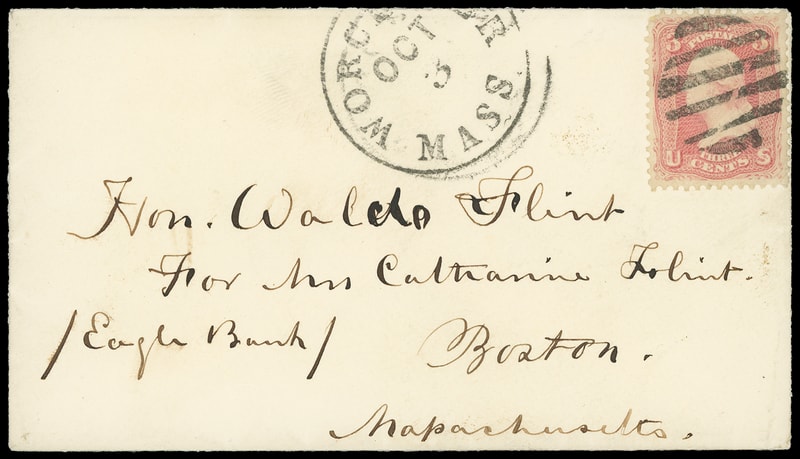 WORCESTER
OCT
5
MASS
3 POSTAGE 3
U THREE S
CENTS
Hon. Waldo Flint
For Mrs Catharine Flint.
/Eagle Bank/
Boston.
Massachusetts.